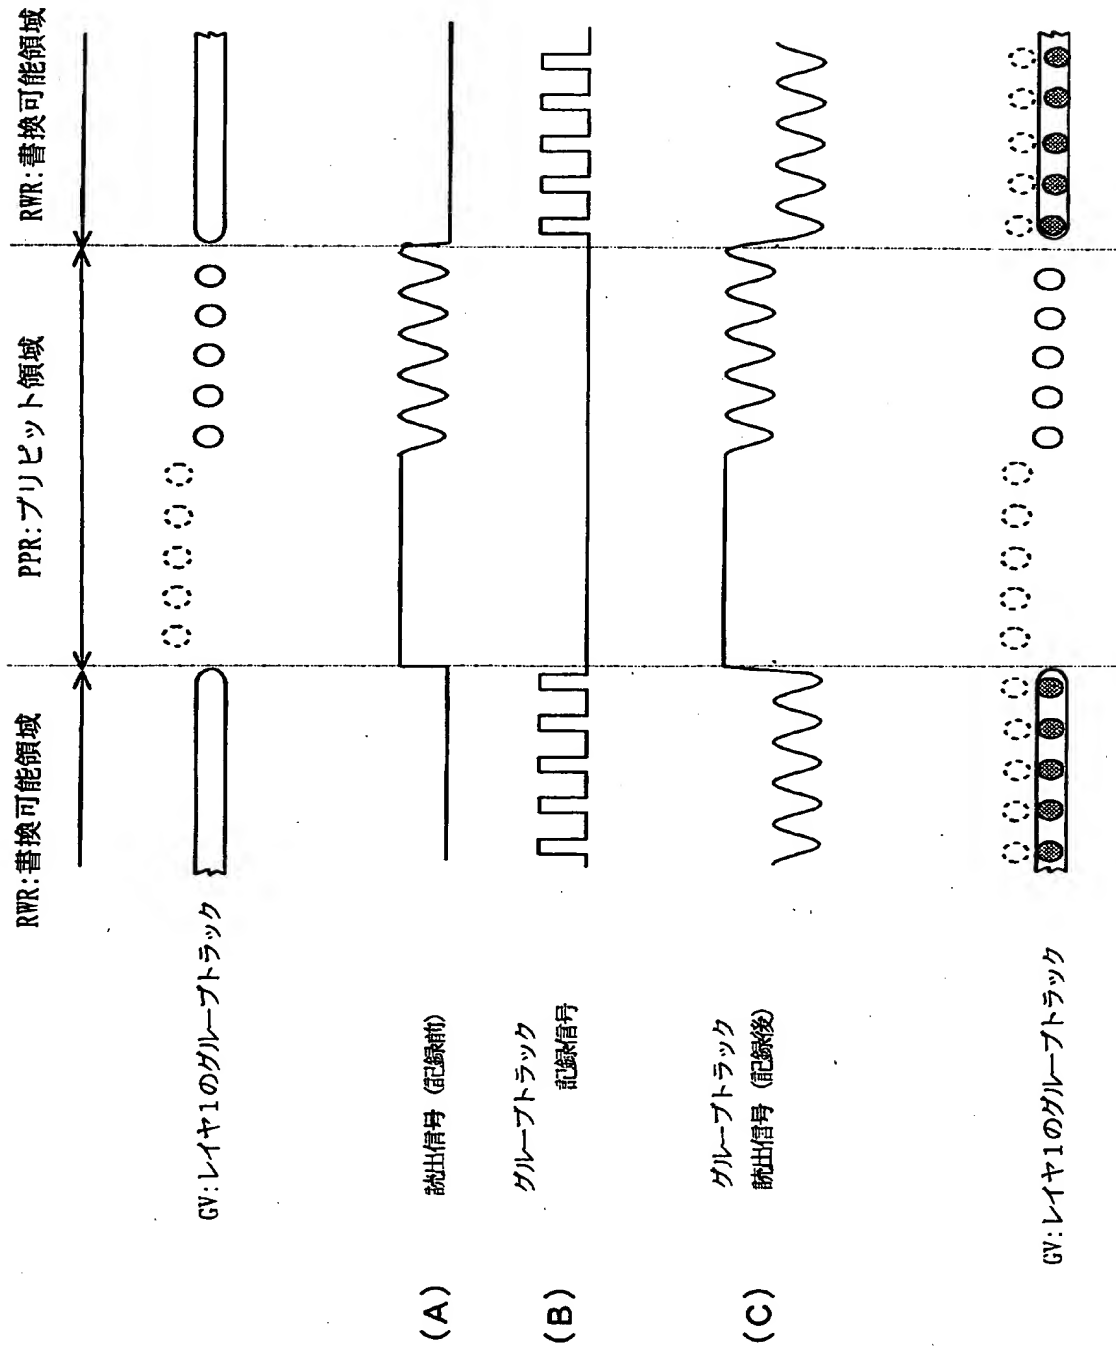 RWR:書換可能領域
PPR:プリピット領域
RWR:書換可能領域
GV:レイヤ1のグルーブトラック
(A)
読出信号 (記録前)
(B)
グルーブトラック
記録信号
(C)
グルーブトラック
読出信号 (記録後)
GV:レイヤ1のグルーブトラック